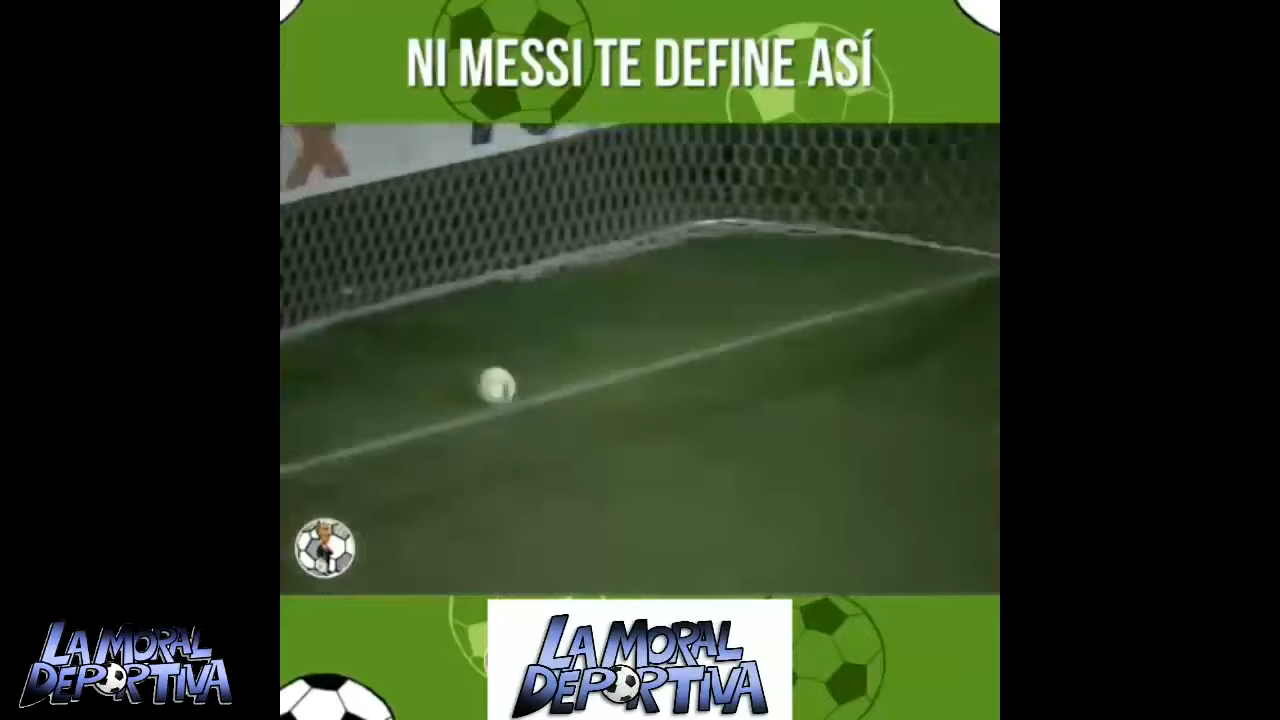 NI MESSI TE DEFINE ASÍ
LA MORAL
DEPORTIVA
LA MORAL
DEPORTIVA